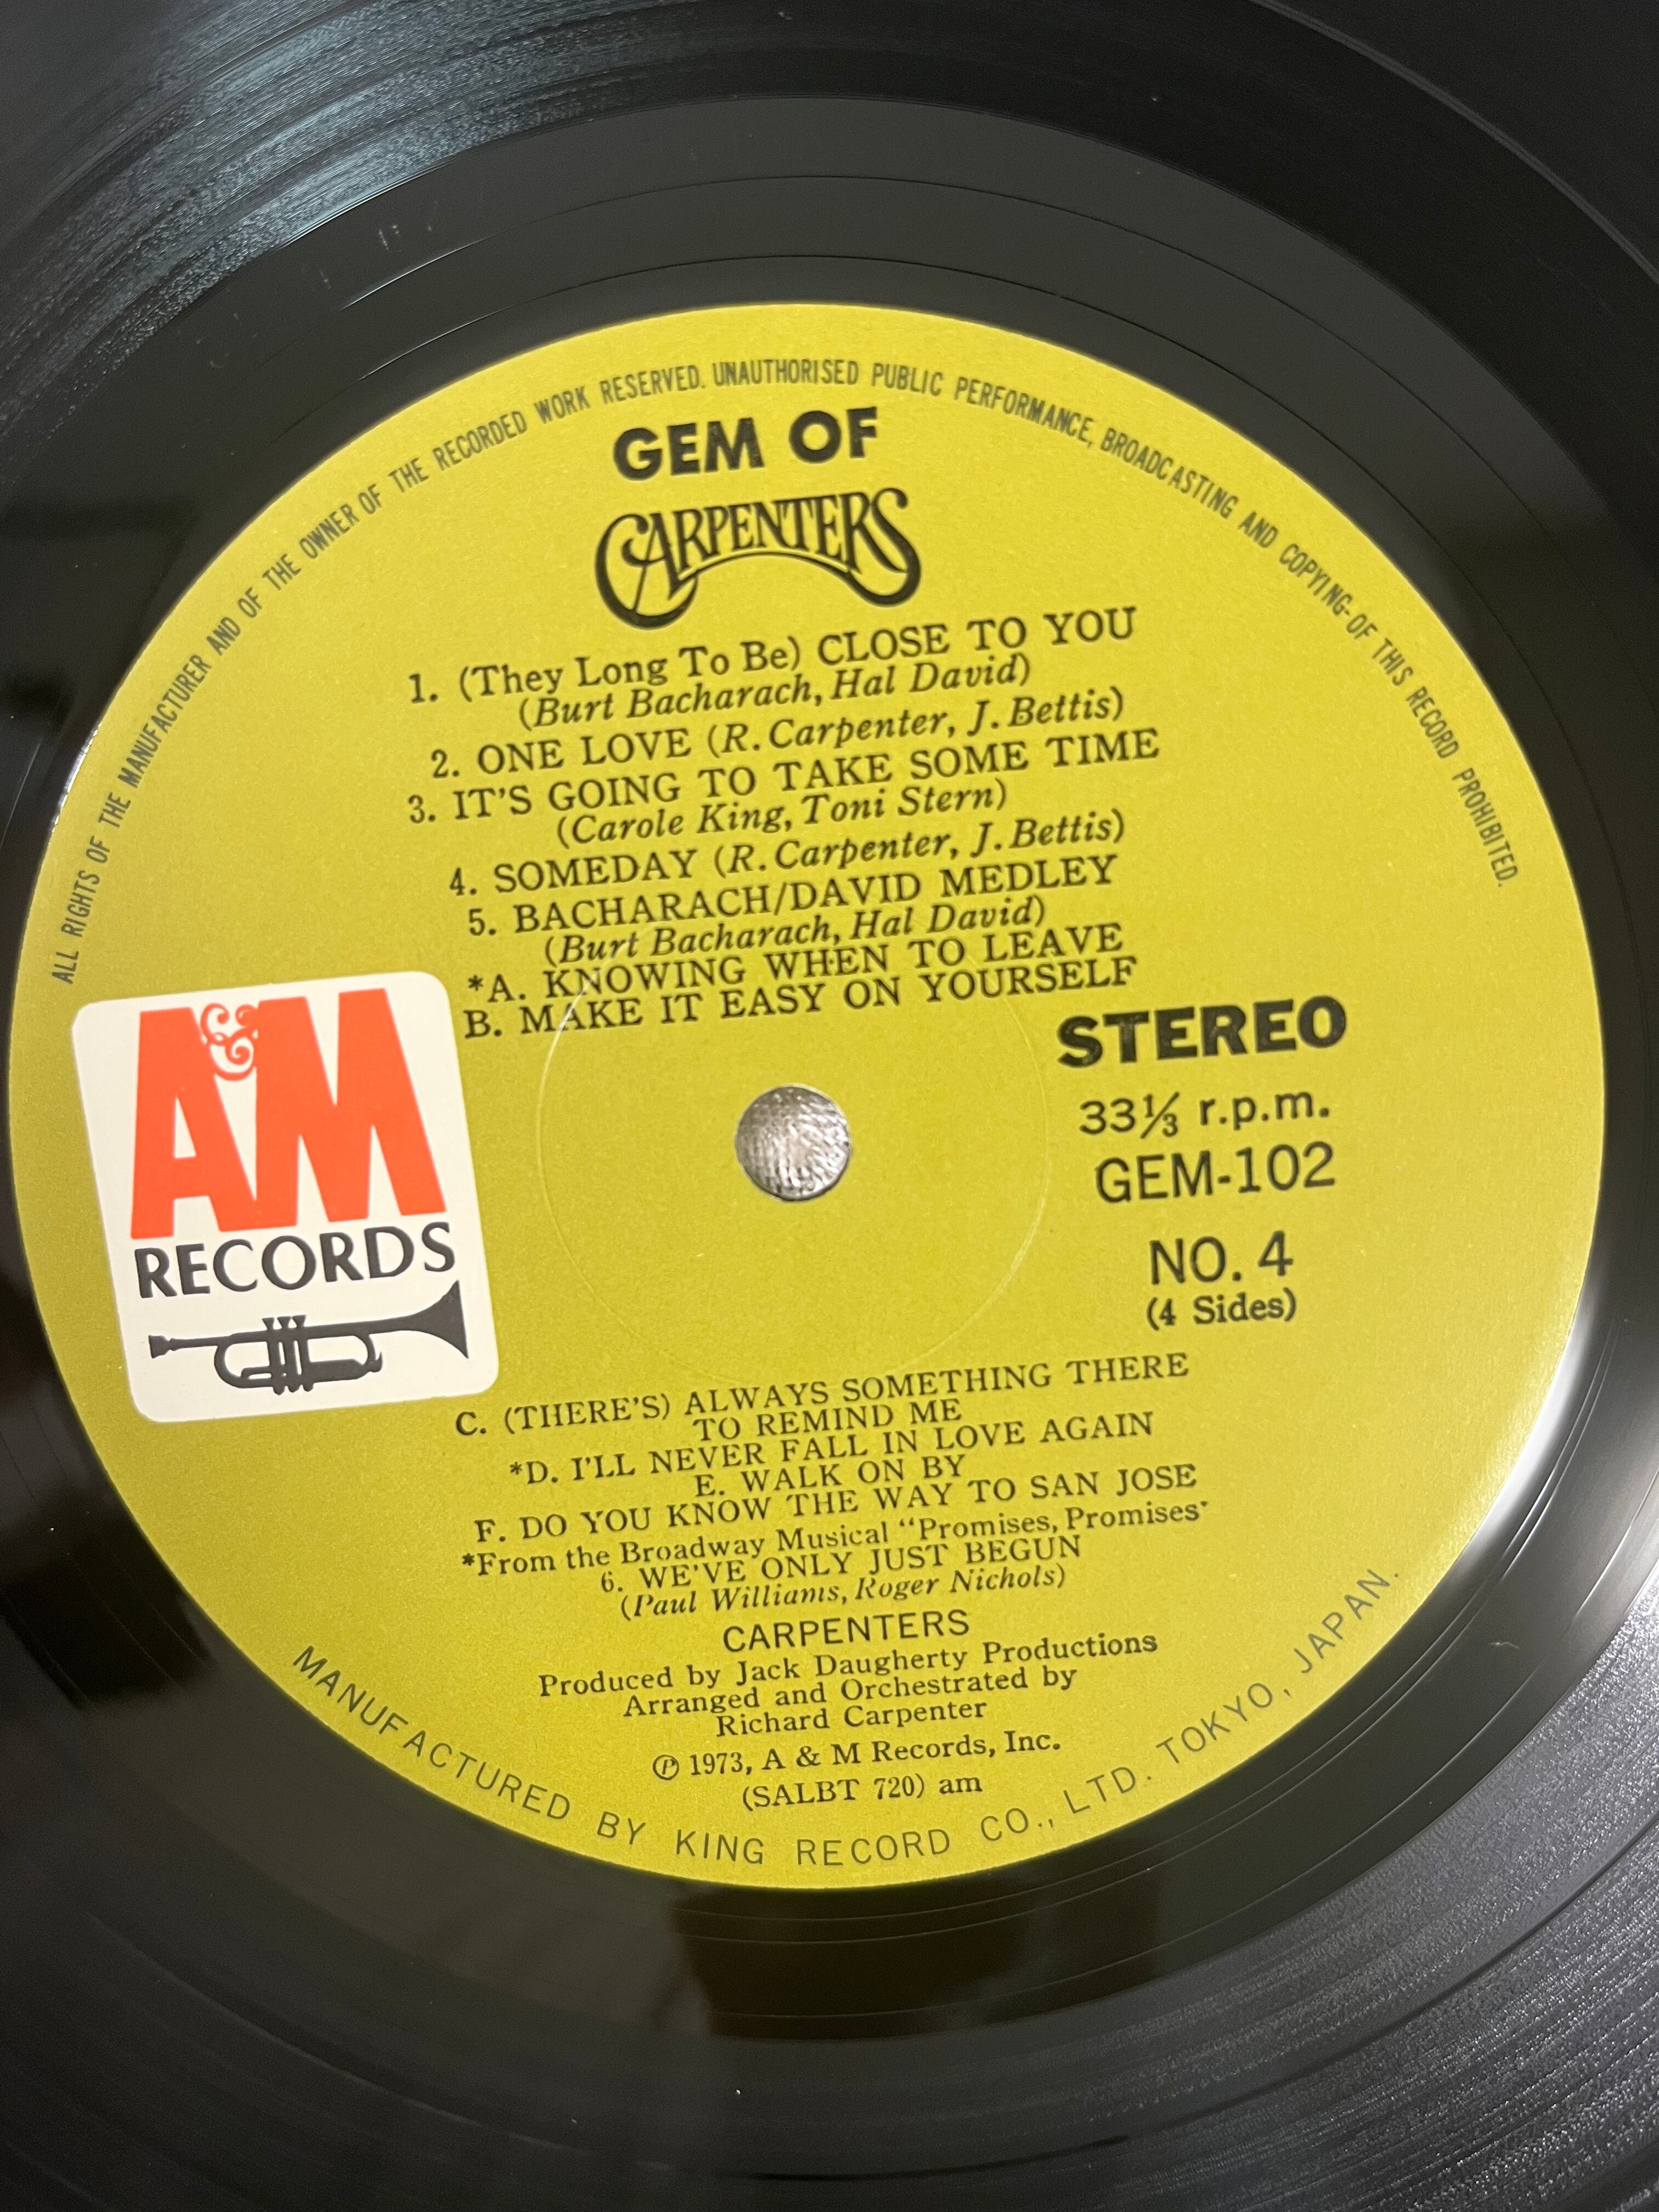 ALL RIGHTS OF THE MANUFACTURER AND OF THE OWNER OF THE RECORDED WORK RESERVED. UNAUTHORISED PUBLIC PERFORMANCE, BROADCASTING AND COPYING-OF THIS RECORD PROHIBITED.
GEM OF
CARPENTERS
1. (They Long To Be) CLOSE TO YOU
(Burt Bacharach, Hal David)
2. ONE LOVE (R. Carpenter, J. Bettis)
3. IT'S GOING TO TAKE SOME TIME
(Carole King, Toni Stern)
4. SOMEDAY (R. Carpenter, J. Bettis)
5. BACHARACH/DAVID MEDLEY
(Burt Bacharach, Hal David)
*A. KNOWING WHEN TO LEAVE
B. MAKE IT EASY ON YOURSELF
A&M
RECORDS
STEREO
33⅓ r.p.m.
GEM-102
NO. 4
(4 Sides)
C. (THERE'S) ALWAYS SOMETHING THERE
TO REMIND ME
*D. I'LL NEVER FALL IN LOVE AGAIN
E. WALK ON BY
F. DO YOU KNOW THE WAY TO SAN JOSE
*From the Broadway Musical "Promises, Promises'
6. WE'VE ONLY JUST BEGUN
(Paul Williams, Roger Nichols)
CARPENTERS
Produced by Jack Daugherty Productions
Arranged and Orchestrated by
Richard Carpenter
℗ 1973, A & M Records, Inc.
(SALBT 720) am
MANUFACTURED BY KING RECORD CO., LTD. TOKYO, JAPAN.